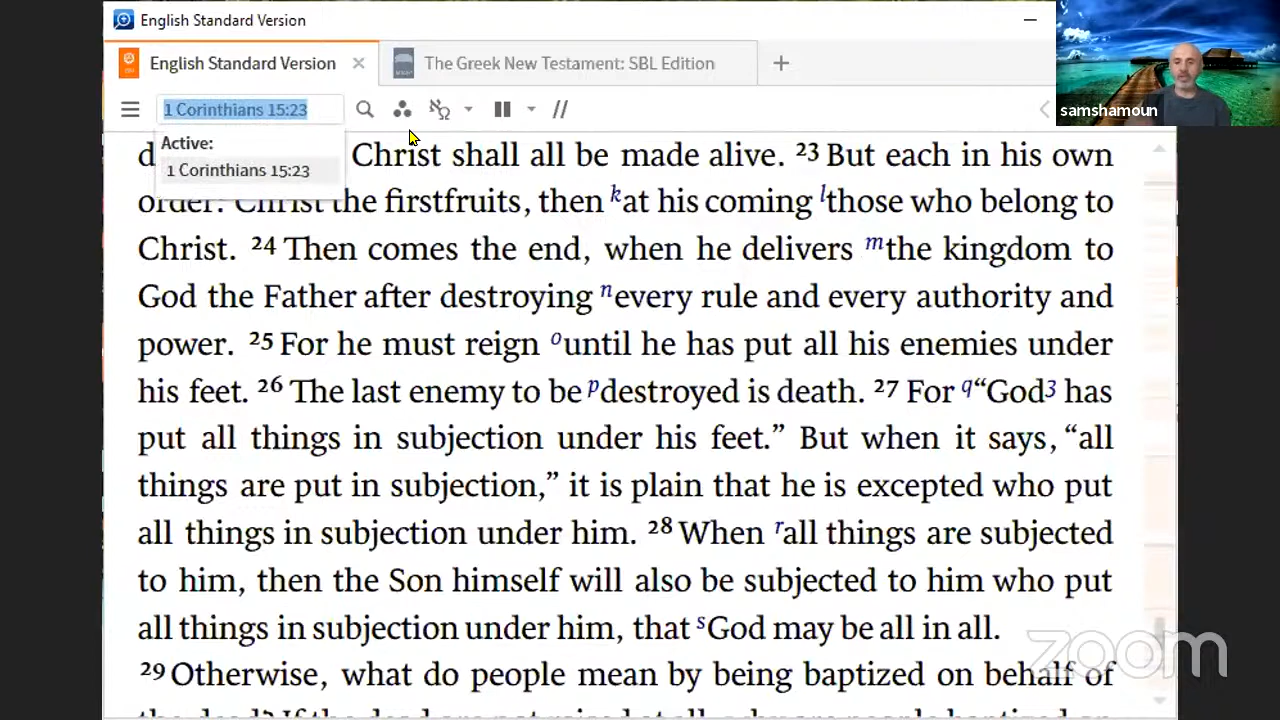 English Standard Version
English Standard Version
The Greek New Testament: SBL Edition
samshamoun
1 Corinthians 15:23
Active:
1 Corinthians 15:23
Christ shall all be made alive. 23 But each in his own
order: Christ the firstfruits, then k at his coming l those who belong to
Christ. 24 Then comes the end, when he delivers m the kingdom to
God the Father after destroying n every rule and every authority and
power. 25 For he must reign o until he has put all his enemies under
his feet. 26 The last enemy to be p destroyed is death. 27 For q “God3 has
put all things in subjection under his feet.” But when it says, “all
things are put in subjection,” it is plain that he is excepted who put
all things in subjection under him. 28 When r all things are subjected
to him, then the Son himself will also be subjected to him who put
all things in subjection under him, that s God may be all in all.
zoom
29 Otherwise, what do people mean by being baptized on behalf of